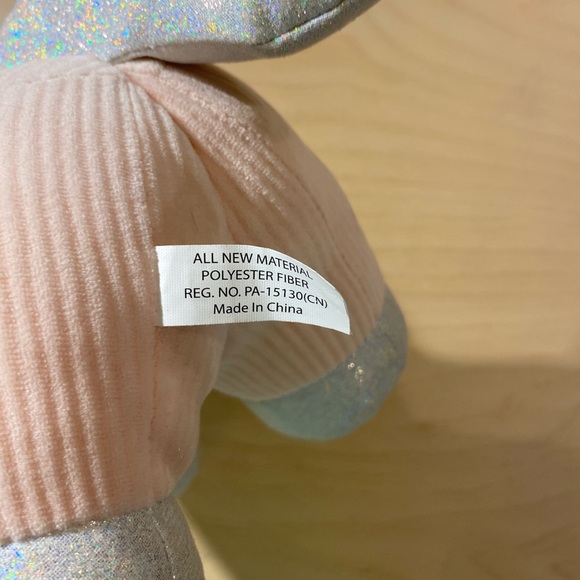 ALL NEW MATERIAL
POLYESTER FIBER
REG. NO. PA-15130(CN)
Made In China